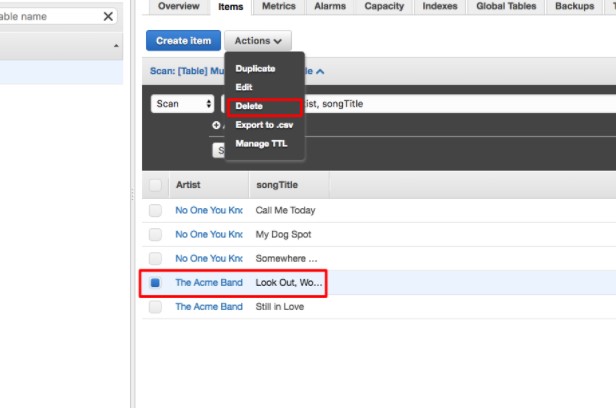 able name X
Overview Items Metrics Alarms Capacity Indexes Global Tables Backups
Create item Actions
Scan: [Table] Mu le
Duplicate
Edit
Scan Delete ist, songTitle
Export to .csv
S Manage TTL
Artist songTitle
No One You Knc Call Me Today
No One You Knc My Dog Spot
No One You Knc Somewhere ...
The Acme Band Look Out, Wo...
The Acme Band Still in Love